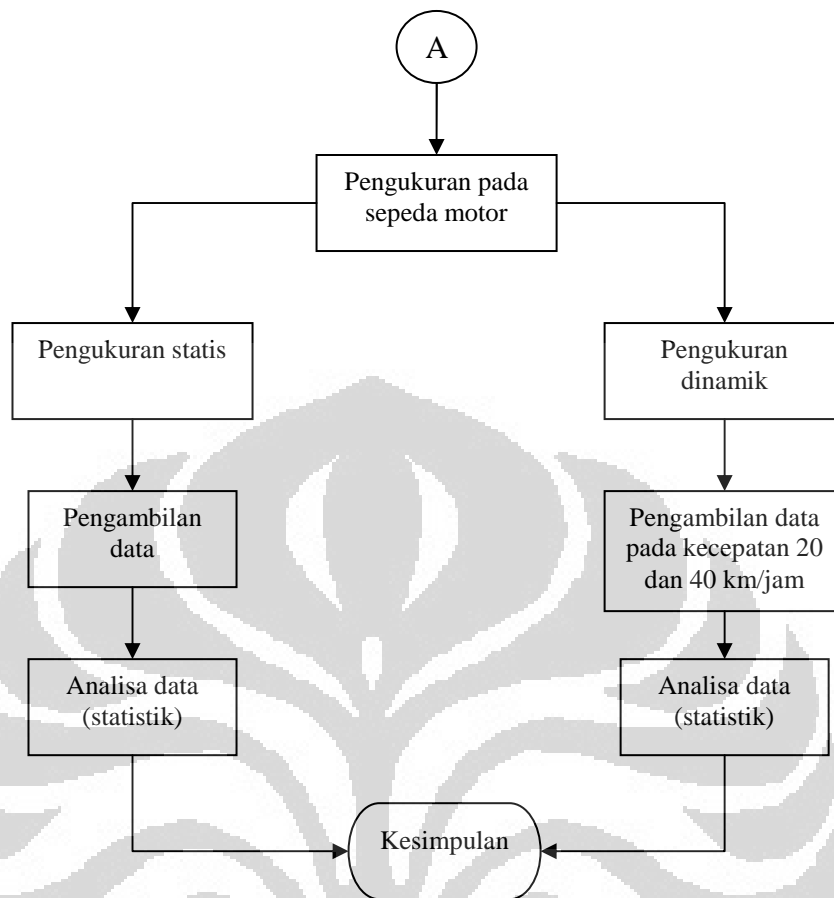 A
Pengukuran pada
sepeda motor
Pengukuran statis
Pengukuran
dinamik
Pengambilan
data
Pengambilan data
pada kecepatan 20
dan 40 km/jam
Analisa data
(statistik)
Analisa data
(statistik)
Kesimpulan